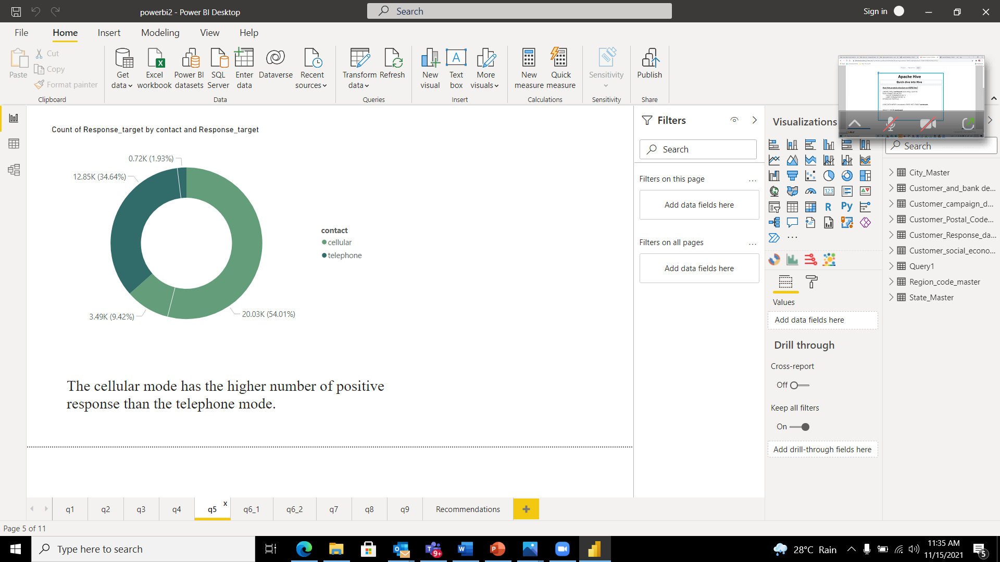 powerbi2 - Power BI Desktop
Search
Sign in
File
Home
Insert
Modeling
View
Help
Paste
Cut
Copy
Format painter
Clipboard
Get data
Excel workbook
Power BI datasets
SQL Server
Enter data
Dataverse
Recent sources
Data
Transform data
Refresh
Queries
New visual
Text box
More visuals
Insert
New measure
Quick measure
Calculations
Sensitivity
Sensitivity
Publish
Share
Apache Hive
Quick dive into Hive
Count of Response_target by contact and Response_target
0.72K (1.93%)
12.85K (34.64%)
3.49K (9.42%)
20.03K (54.01%)
contact
cellular
telephone
The cellular mode has the higher number of positive
response than the telephone mode.
Filters
Search
Filters on this page
...
Add data fields here
Filters on all pages
...
Add data fields here
Visualizations
123
R
Py
...
Values
Add data fields here
Drill through
Cross-report
Off
Keep all filters
On
Add drill-through fields here
Search
City_Master
Customer_and_bank de...
Customer_campaign_d...
Customer_Postal_Code...
Customer_Response_da...
Customer_social_econo...
Query1
Region_code_master
State_Master
q1
q2
q3
q4
q5
x
q6_1
q6_2
q7
q8
q9
Recommendations
+
Page 5 of 11
Type here to search
9+
28°C Rain
11:35 AM
11/15/2021
5